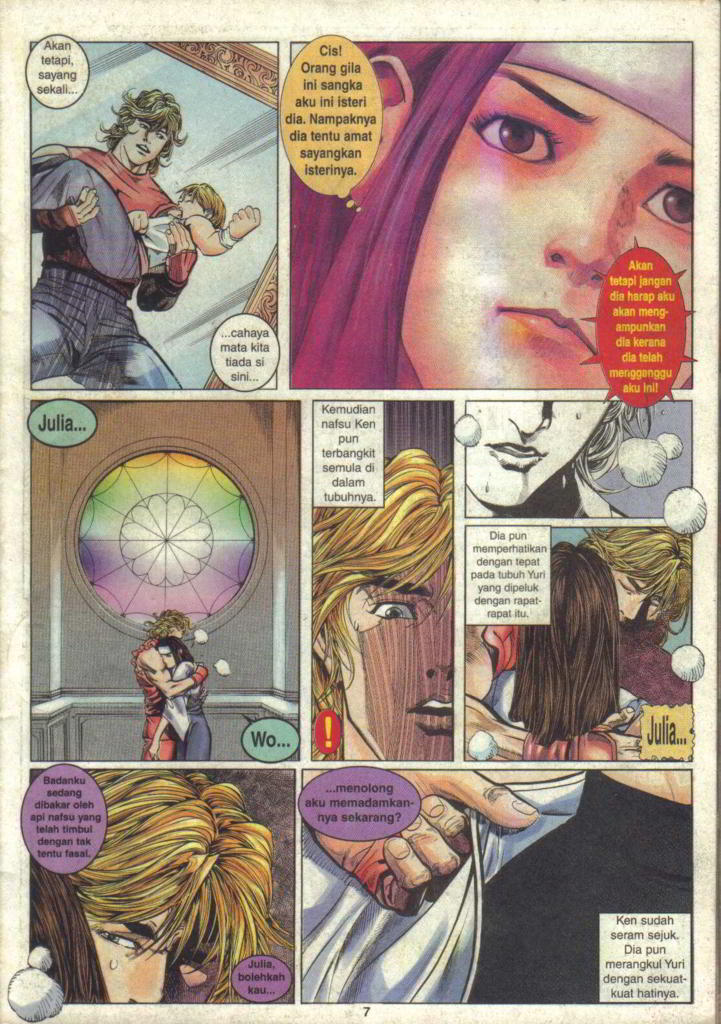 Akan
tetapi,
sayang
sekali...
Cis!
Orang gila
ini sangka
aku ini isteri
dia. Nampaknya
dia tentu amat
sayangkan
isterinya.
...cahaya
mata kita
tiada si
sini...
Akan
tetapi jangan
dia harap aku
akan meng-
ampunkan
dia kerana
dia telah
mengganggu
aku ini!
Julia...
Wo...
Kemudian
nafsu Ken
pun
terbangkit
semula di
dalam
tubuhnya.
!
Dia pun
memperhatikan
dengan tepat
pada tubuh Yuri
yang dipeluk
dengan rapat-
rapat itu.
Julia...
Badanku
sedang
dibakar oleh
api nafsu yang
telah timbul
dengan tak
tentu fasal.
Julia,
bolehkah
kau...
...menolong
aku memadamkan-
nya sekarang?
Ken sudah
seram sejuk.
Dia pun
merangkul Yuri
dengan sekuat-
kuat hatinya.
7